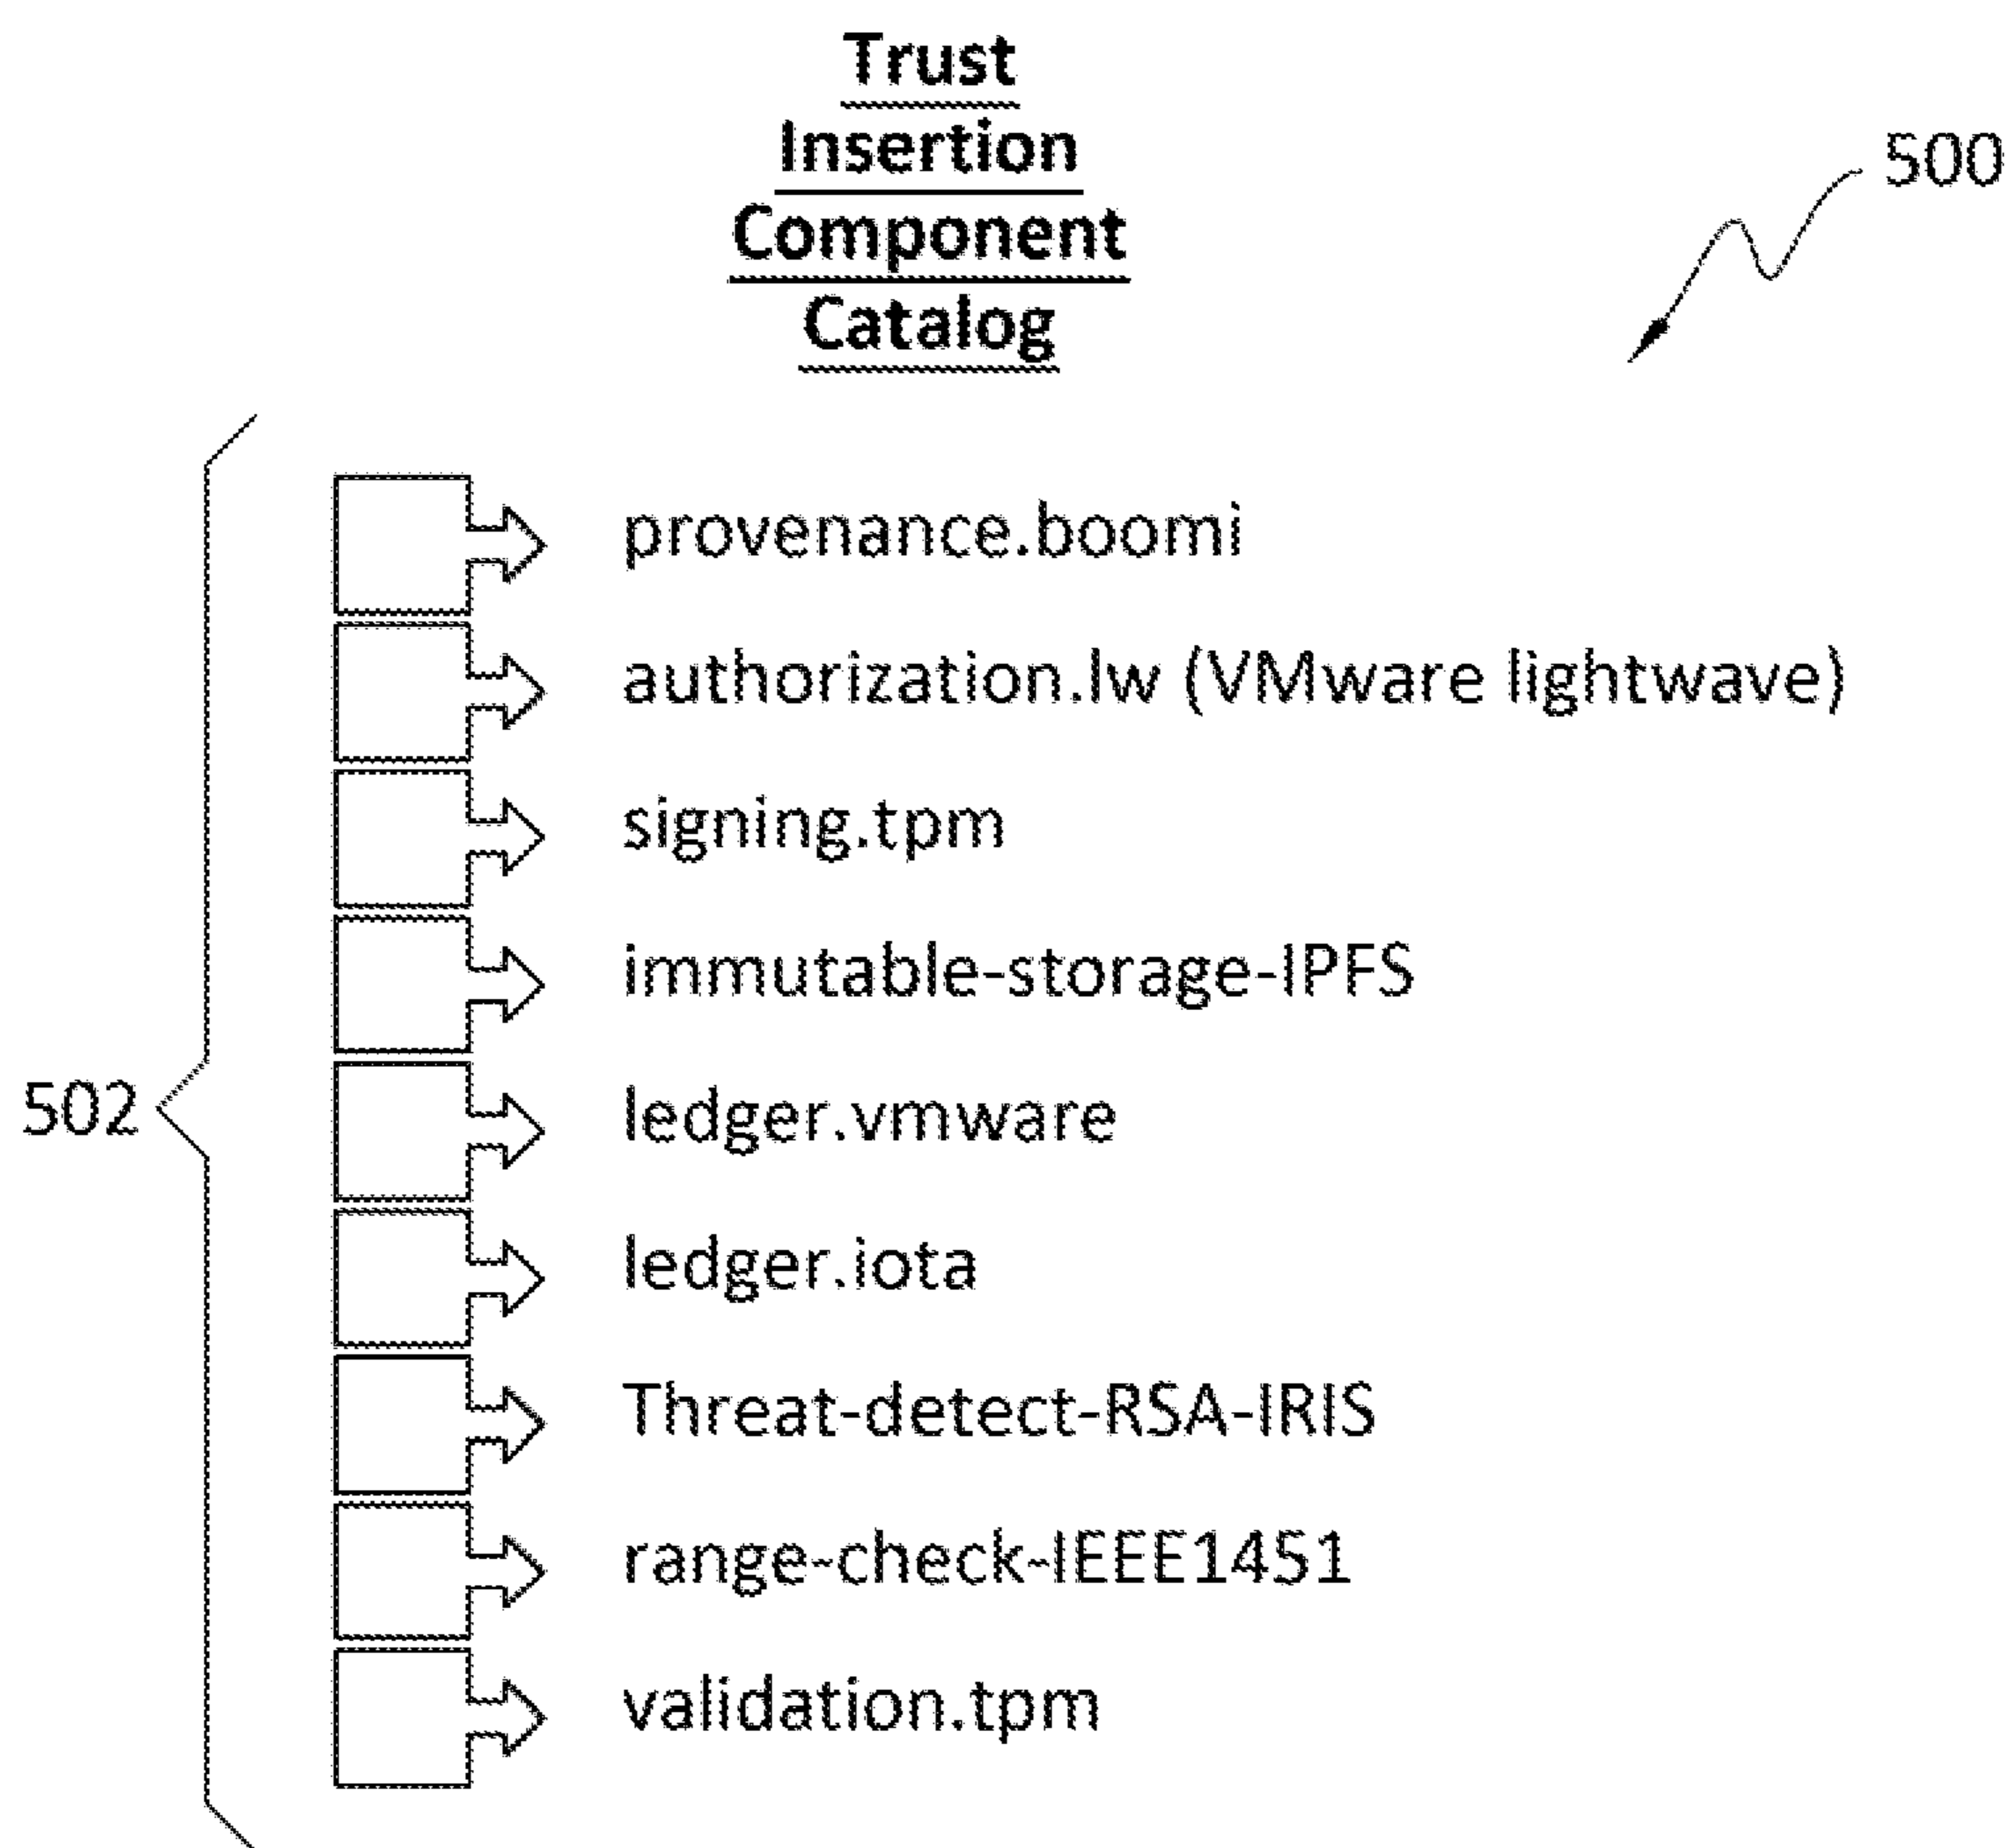 Trust
Insertion
Component
Catalog
500
provenance.boomi
authorization.lw (VMware lightwave)
signing.tpm
immutable-storage-IPFS
502
ledger.vmware
ledger.iota
Threat-detect-RSA-IRIS
range-check-IEEE1451
validation.tpm